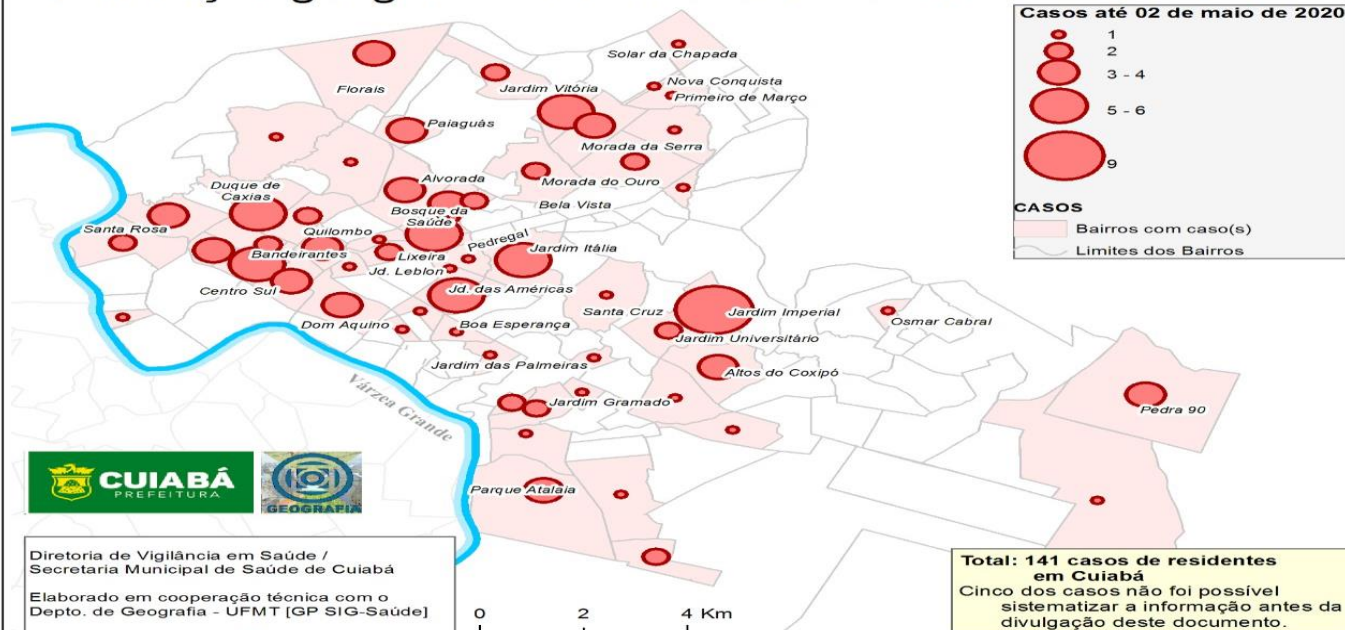 Casos até 02 de maio de 2020
1
2
3 - 4
5 - 6
9
CASOS
Bairros com caso(s)
Limites dos Bairros
Solar da Chapada
Florais
Jardim Vitória
Nova Conquista
Primeiro de Março
Paiaguás
Morada da Serra
Alvorada
Morada do Ouro
Duque de
Caxias
Bela Vista
Bosque da
Saúde
Santa Rosa
Quilombo
Pedregal
Jardim Itália
Bandeirantes
Lixeira
Jd. Leblon
Centro Sul
Jd. das Américas
Santa Cruz
Jardim Imperial
Osmar Cabral
Dom Aquino
Boa Esperança
Jardim Universitário
Jardim das Palmeiras
Altos do Coxipó
Várzea Grande
Jardim Gramado
Pedra 90
Parque Atalaia
CUIABÁ
PREFEITURA
GEOGRAFIA
Diretoria de Vigilância em Saúde /
Secretaria Municipal de Saúde de Cuiabá
Elaborado em cooperação técnica com o
Depto. de Geografia - UFMT [GP SIG-Saúde]
0 2 4 Km
Total: 141 casos de residentes
em Cuiabá
Cinco dos casos não foi possível
sistematizar a informação antes da
divulgação deste documento.